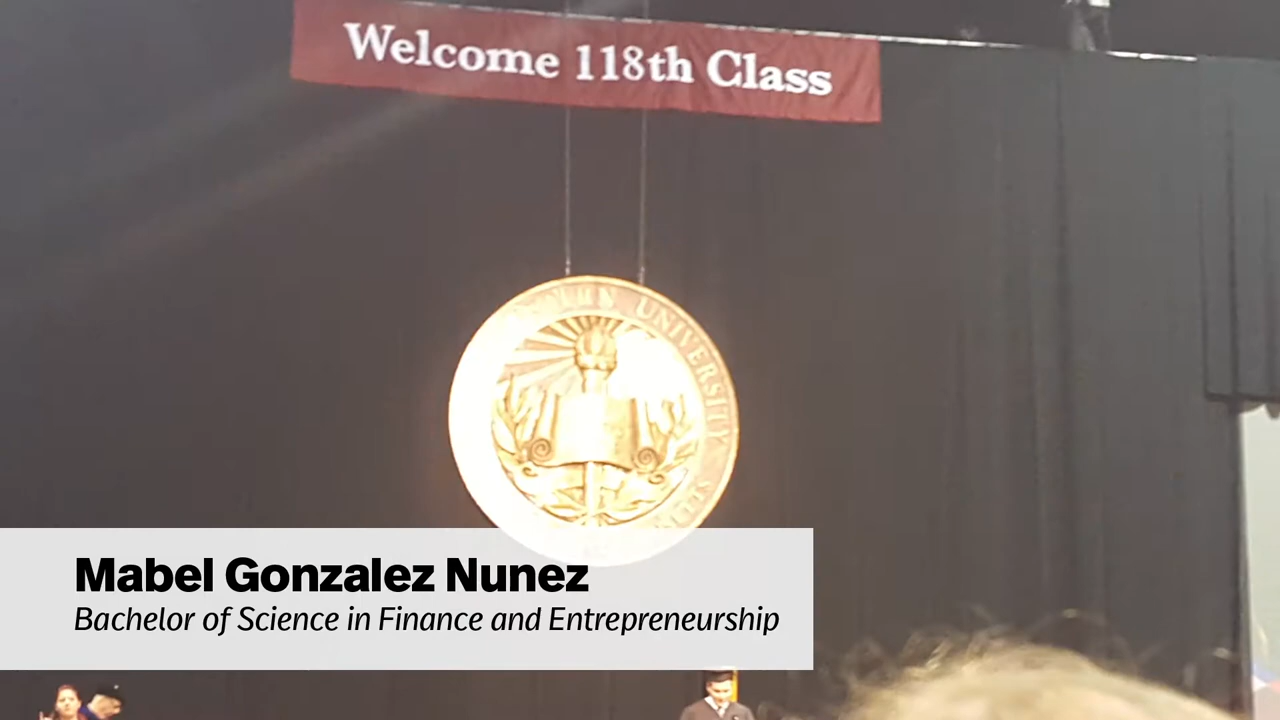 Welcome 118th Class
UNIVERSITY
Mabel Gonzalez Nunez
Bachelor of Science in Finance and Entrepreneurship